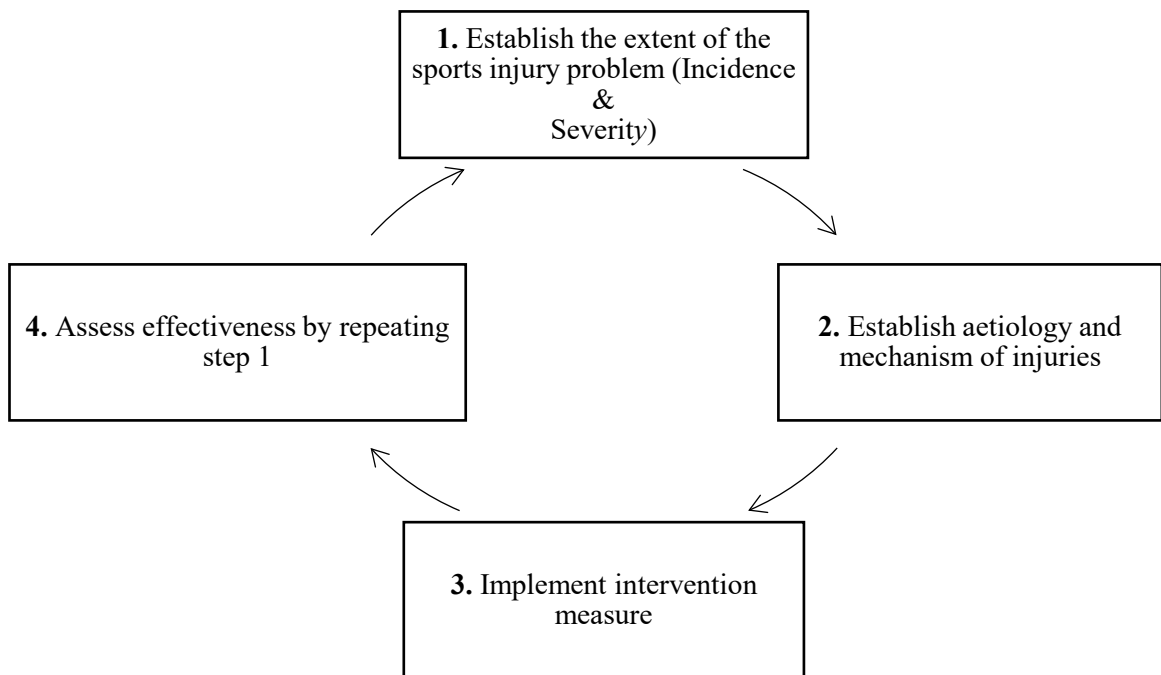 1. Establish the extent of the
sports injury problem (Incidence
&
Severity)
2. Establish aetiology and
mechanism of injuries
3. Implement intervention
measure
4. Assess effectiveness by repeating
step 1